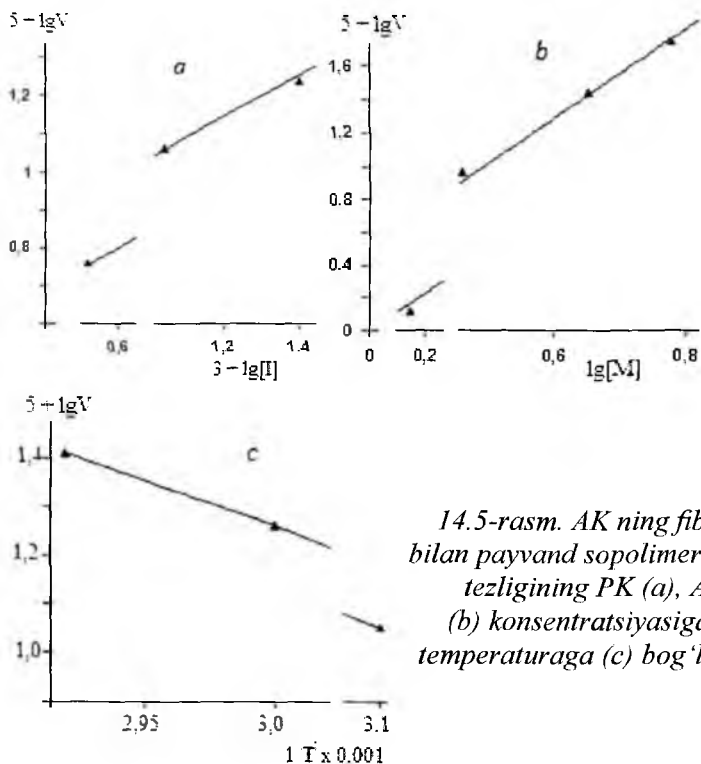 5 − lgV
a
1,2
1
0,8
0,6
1,2
1.4
3 − lg[I]
5 − lgV
b
1,6
1.2
0.8
0.4
0
0
0,2
0,6
0,8
lg[M]
5 + lgV
c
1,4
1,2
1,0
2,95
3,0
3.1
1 T x 0.001
14.5-rasm. AK ning fib
bilan payvand sopolimer
tezligining PK (a), A
(b) konsentratsiyasiga
temperaturaga (c) bog‘l